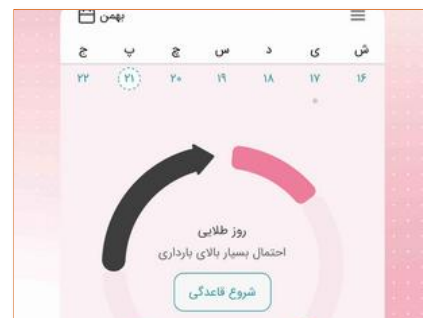 بهمن
ش ی د س چ پ ج
۱۶ ۱۷ ۱۸ ۱۹ ۲۰ ۲۱ ۲۲
روز طلایی
احتمال بسیار بالای بارداری
شروع قاعدگی